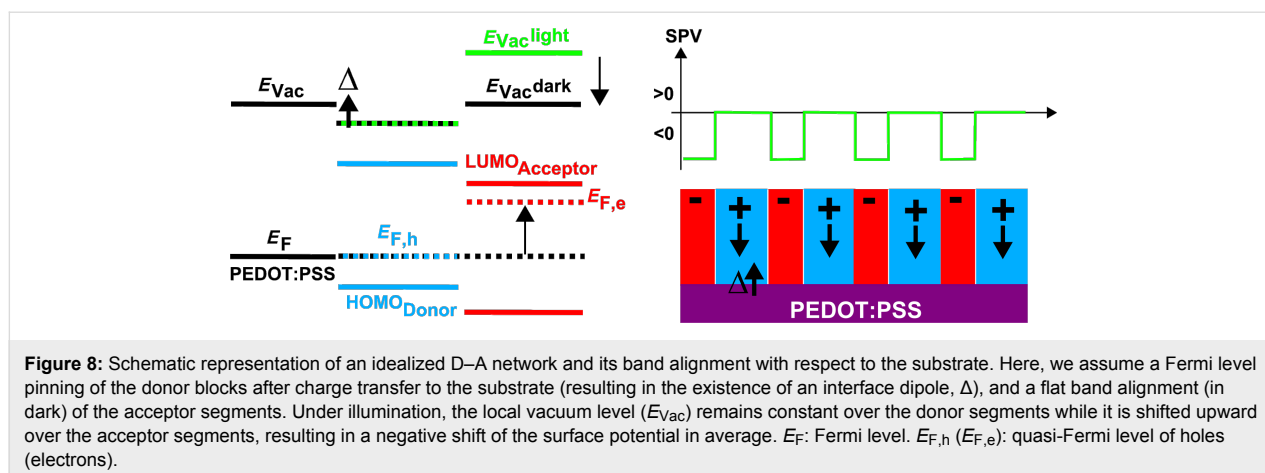 E_Vac light
E_Vac Δ E_Vac dark
LUMO_Acceptor
E_F,e
E_F E_F,h
PEDOT:PSS
HOMO_Donor
SPV
>0
<0
- + - + - + - +
Δ
PEDOT:PSS
Figure 8: Schematic representation of an idealized D–A network and its band alignment with respect to the substrate. Here, we assume a Fermi level
pinning of the donor blocks after charge transfer to the substrate (resulting in the existence of an interface dipole, Δ), and a flat band alignment (in
dark) of the acceptor segments. Under illumination, the local vacuum level (E_Vac) remains constant over the donor segments while it is shifted upward
over the acceptor segments, resulting in a negative shift of the surface potential in average. E_F: Fermi level. E_F,h (E_F,e): quasi-Fermi level of holes
(electrons).